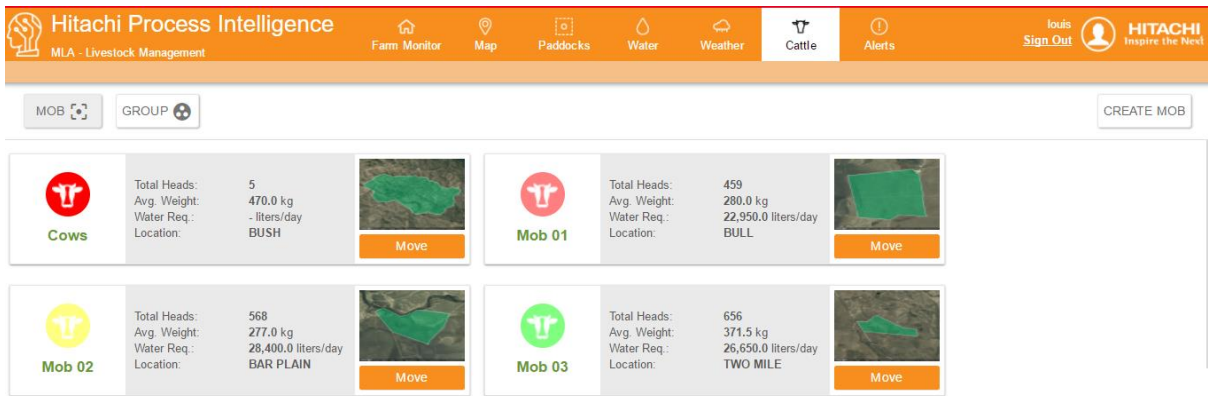 Hitachi Process Intelligence
MLA - Livestock Management
Farm Monitor
Map
Paddocks
Water
Weather
Cattle
Alerts
louis
Sign Out
HITACHI
Inspire the Next
MOB
GROUP
CREATE MOB
Cows
Total Heads: 5
Avg. Weight: 470.0 kg
Water Req.: - liters/day
Location: BUSH
Move
Mob 01
Total Heads: 459
Avg. Weight: 280.0 kg
Water Req.: 22,950.0 liters/day
Location: BULL
Move
Mob 02
Total Heads: 568
Avg. Weight: 277.0 kg
Water Req.: 28,400.0 liters/day
Location: BAR PLAIN
Move
Mob 03
Total Heads: 656
Avg. Weight: 371.5 kg
Water Req.: 26,650.0 liters/day
Location: TWO MILE
Move